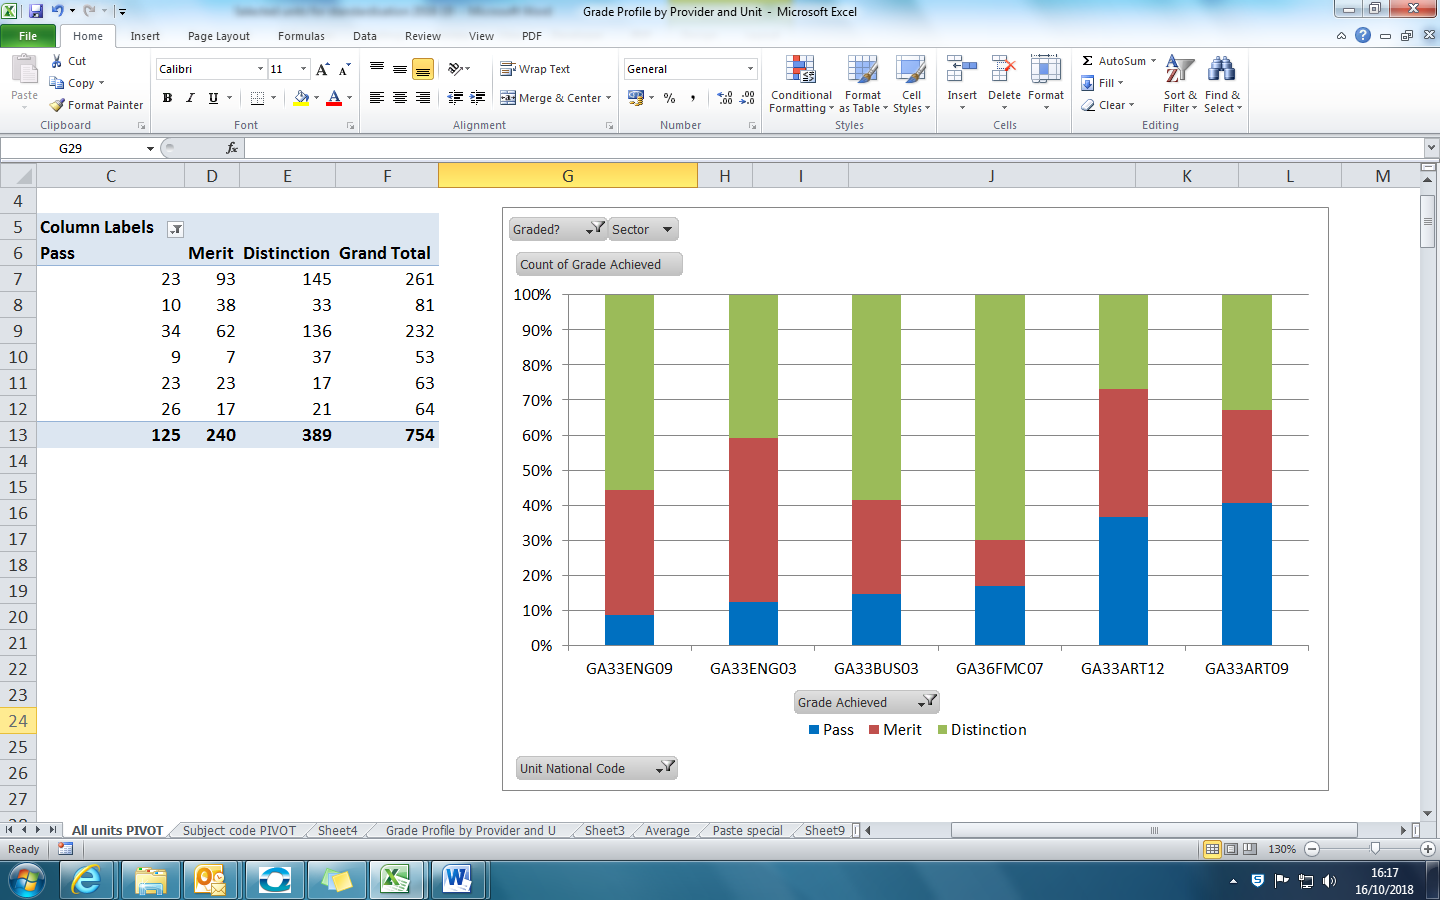 Grade Profile by Provider and Unit - Microsoft Excel
File Home Insert Page Layout Formulas Data Review View PDF
Paste
Cut
Copy
Format Painter
Clipboard
Calibri 11
B I U
Font
Wrap Text
Merge & Center
Alignment
General
% ,
Number
Conditional Formatting
Format as Table
Cell Styles
Styles
Insert Delete Format
Cells
AutoSum
Fill
Clear
Sort & Filter
Find & Select
Editing
G29 fx
C D E F G H I J K L M
4
5 Column Labels
6 Pass Merit Distinction Grand Total
7 23 93 145 261
8 10 38 33 81
9 34 62 136 232
10 9 7 37 53
11 23 23 17 63
12 26 17 21 64
13 125 240 389 754
14
15
16
17
18
19
20
21
22
23
24
25
26
27
28
Graded? Sector
Count of Grade Achieved
100%
90%
80%
70%
60%
50%
40%
30%
20%
10%
0%
GA33ENG09 GA33ENG03 GA33BUS03 GA36FMC07 GA33ART12 GA33ART09
Grade Achieved
Pass Merit Distinction
Unit National Code
All units PIVOT Subject code PIVOT Sheet4 Grade Profile by Provider and U Sheet3 Average Paste special Sheet9
Ready 130%
16:17
16/10/2018